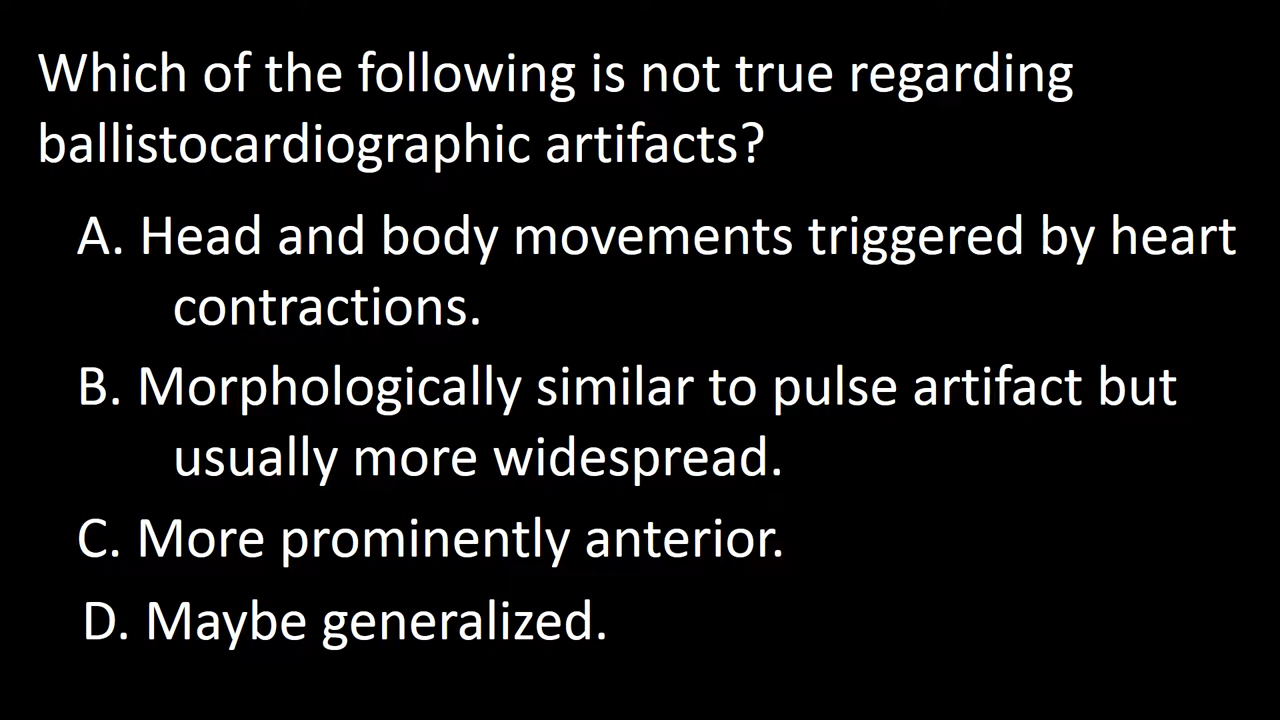 Which of the following is not true regarding
ballistocardiographic artifacts?
A. Head and body movements triggered by heart
contractions.
B. Morphologically similar to pulse artifact but
usually more widespread.
C. More prominently anterior.
D. Maybe generalized.